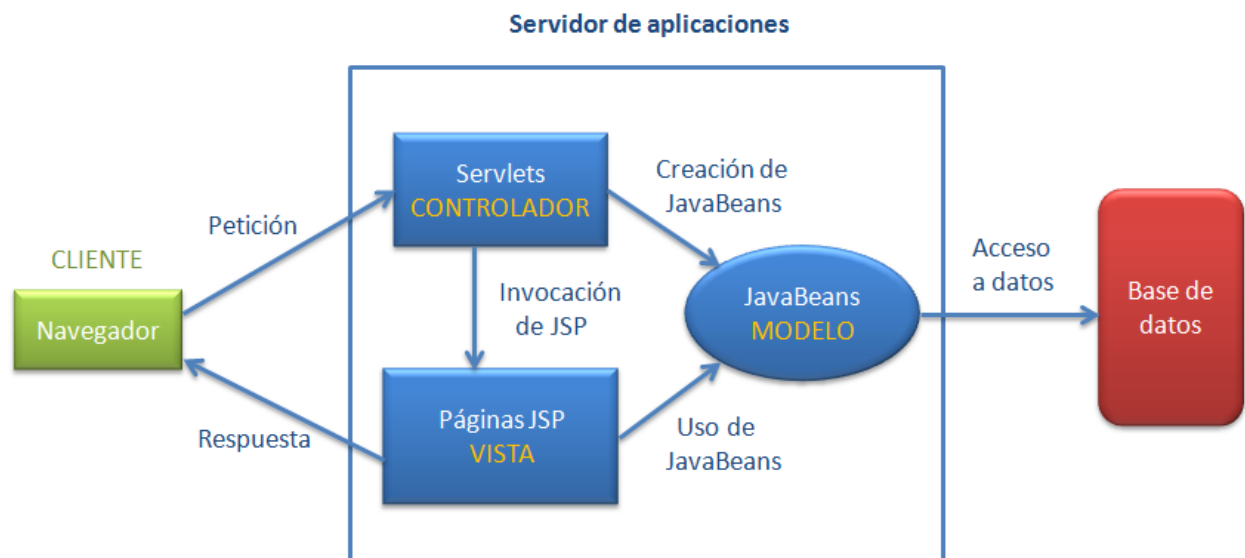 Servidor de aplicaciones
Servlets
CONTROLADOR
Creación de
JavaBeans
Petición
CLIENTE
Navegador
Invocación
de JSP
JavaBeans
MODELO
Acceso
a datos
Base de
datos
Respuesta
Páginas JSP
VISTA
Uso de
JavaBeans